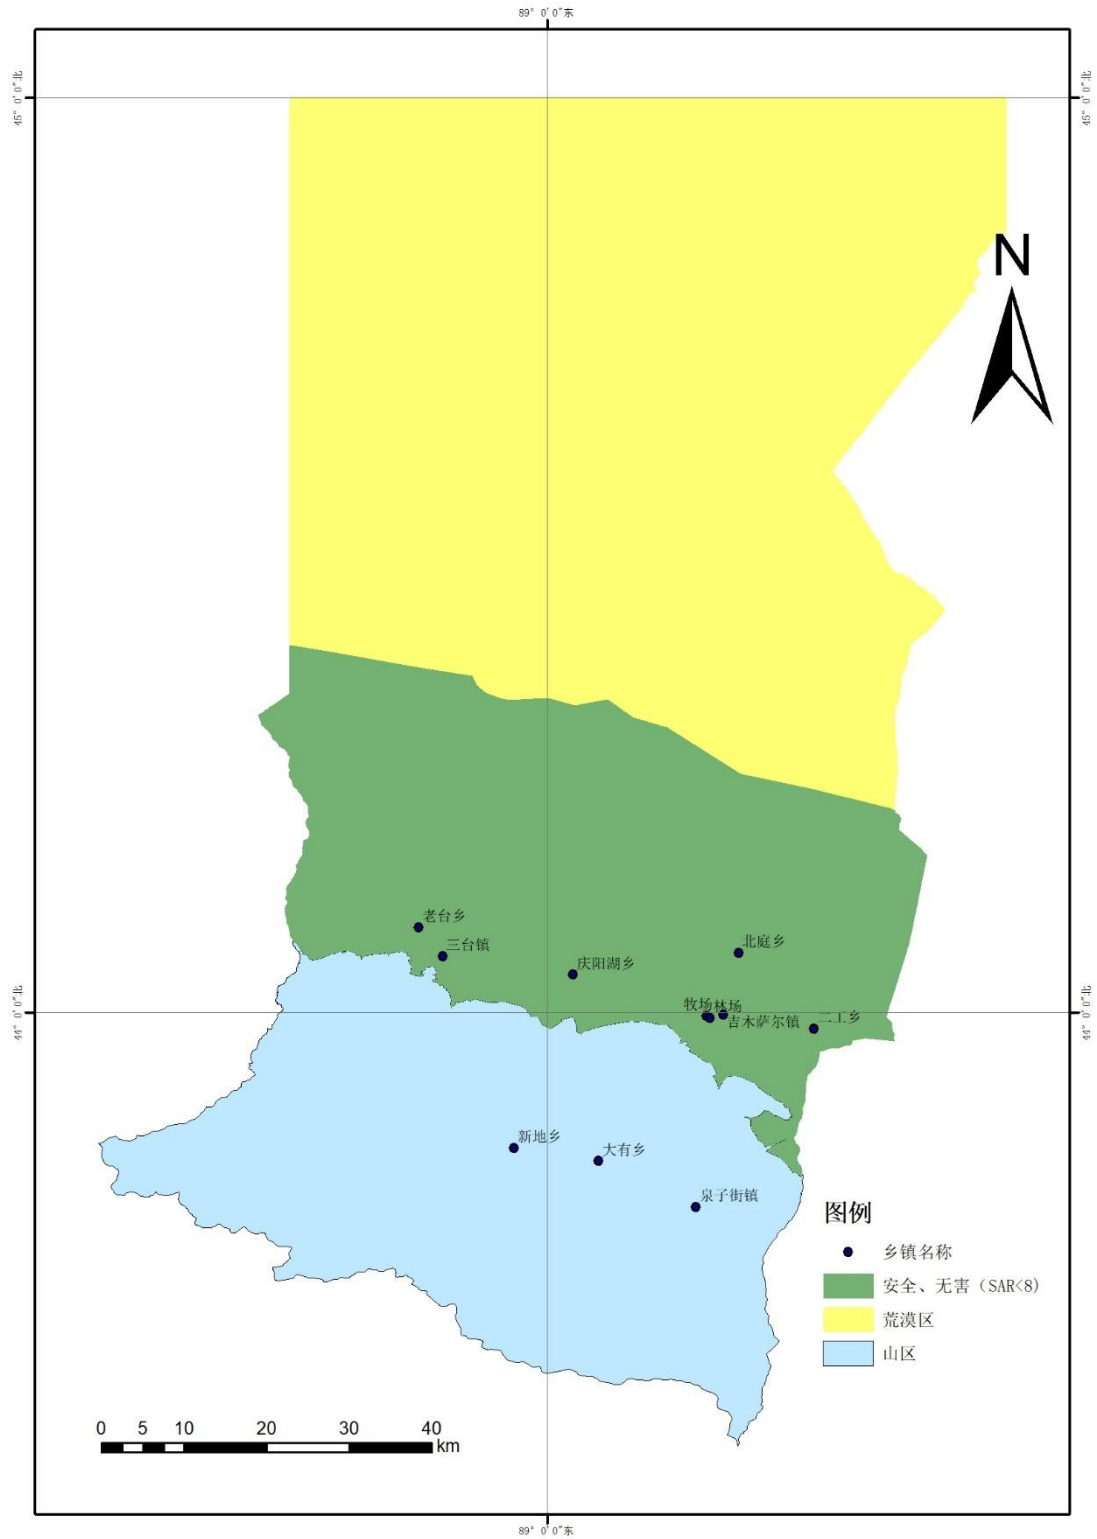 89° 0′0″东
45° 0′0″北
45° 0′0″北
N
老台乡
三台镇
庆阳湖乡
北庭乡
牧场
林场
吉木萨尔镇
二工乡
44° 0′0″北
44° 0′0″北
新地乡
大有乡
泉子街镇
图例
乡镇名称
安全、无害（SAR<8）
荒漠区
山区
0 5 10 20 30 40
km
89° 0′0″东